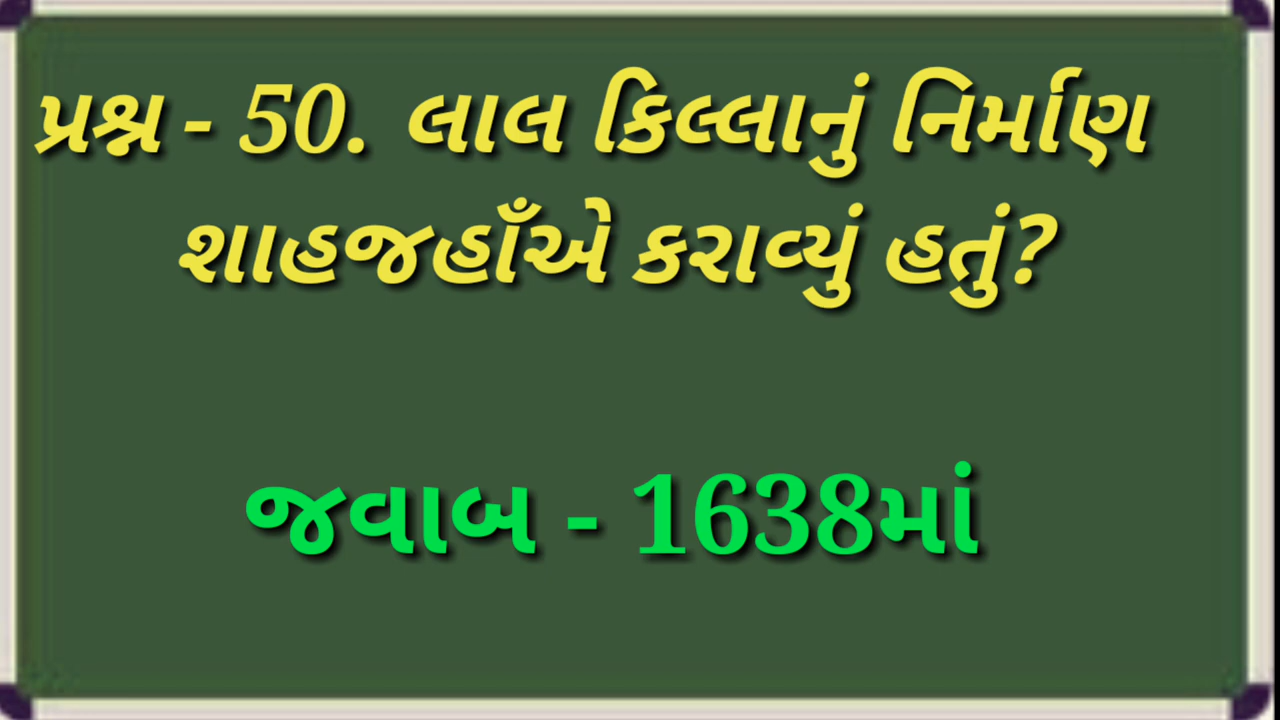 પ્રશ્ન - 50. લાલ કિલ્લાનું નિર્માણ
શાહજહાઁએ કરાવ્યું હતું?
જવાબ - 1638માં